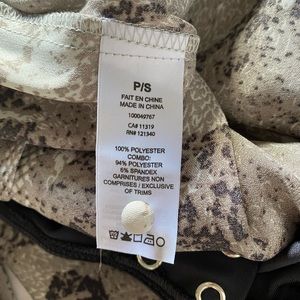 P/S
FAIT EN CHINE
MADE IN CHINA
100049767
CA# 11319
RN# 121340
100% POLYESTER
COMBO:
94% POLYESTER
6% SPANDEX
GARNITURES NON
COMPRISES / EXCLUSIVE
OF TRIMS